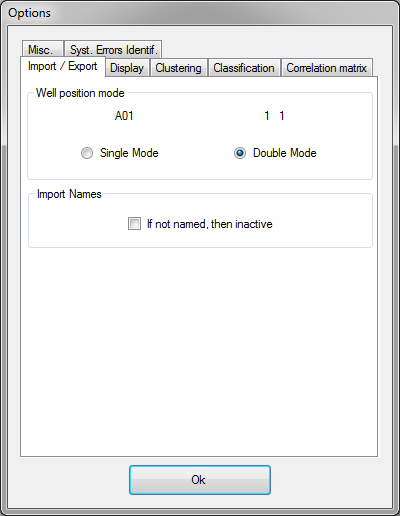 Options
Misc. Syst. Errors Identif.
Import / Export Display Clustering Classification Correlation matrix
Well position mode
A01 1 1
Single Mode Double Mode
Import Names
If not named, then inactive
Ok